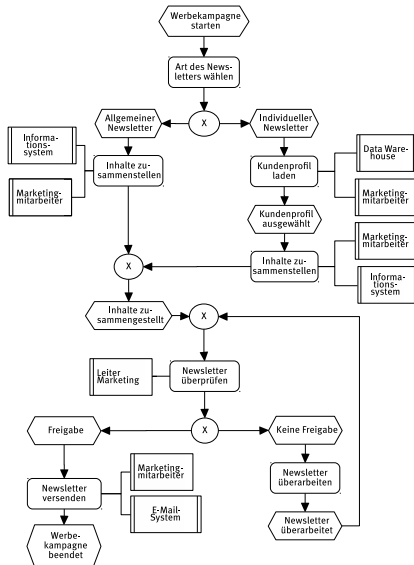 Werbekampagne
starten
Art des News-
letters wählen
Allgemeiner
Newsletter
X
Individueller
Newsletter
Informa-
tions-
system
Marketing-
mitarbeiter
Inhalte zu-
sammenstellen
Kundenprofil
laden
Data Ware-
house
Marketing-
mitarbeiter
Kundenprofil
ausgewählt
Marketing-
mitarbeiter
X
Inhalte zu-
sammenstellen
Informa-
tions-
system
Inhalte zu-
sammengestellt
X
Leiter
Marketing
Newsletter
überprüfen
Freigabe
X
Keine Freigabe
Newsletter
versenden
Marketing-
mitarbeiter
E-Mail-
System
Newsletter
überarbeiten
Werbe-
kampagne
beendet
Newsletter
überarbeitet